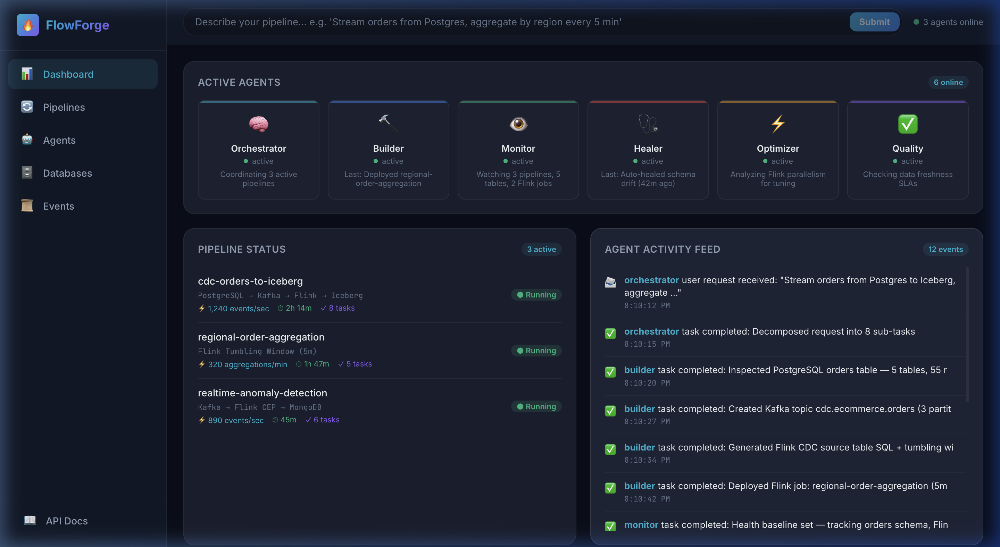 FlowForge
Describe your pipeline... e.g. 'Stream orders from Postgres, aggregate by region every 5 min'
Submit
3 agents online
Dashboard
Pipelines
Agents
Databases
Events
API Docs
ACTIVE AGENTS
6 online
Orchestrator
active
Coordinating 3 active
pipelines
Builder
active
Last: Deployed regional-
order-aggregation
Monitor
active
Watching 3 pipelines, 5
tables, 2 Flink jobs
Healer
active
Last: Auto-healed schema
drift (42m ago)
Optimizer
active
Analyzing Flink parallelism
for tuning
Quality
active
Checking data freshness
SLAs
PIPELINE STATUS
3 active
cdc-orders-to-iceberg
PostgreSQL → Kafka → Flink → Iceberg
⚡ 1,240 events/sec ⏱ 2h 14m ✓ 8 tasks
Running
regional-order-aggregation
Flink Tumbling Window (5m)
⚡ 320 aggregations/min ⏱ 1h 47m ✓ 5 tasks
Running
realtime-anomaly-detection
Kafka → Flink CEP → MongoDB
⚡ 890 events/sec ⏱ 45m ✓ 6 tasks
Running
AGENT ACTIVITY FEED
12 events
orchestrator user request received: "Stream orders from Postgres to Iceberg,
aggregate ..."
8:10:12 PM
orchestrator task completed: Decomposed request into 8 sub-tasks
8:10:15 PM
builder task completed: Inspected PostgreSQL orders table — 5 tables, 55 r
8:10:20 PM
builder task completed: Created Kafka topic cdc.ecommerce.orders (3 partit
8:10:27 PM
builder task completed: Generated Flink CDC source table SQL + tumbling wi
8:10:34 PM
builder task completed: Deployed Flink job: regional-order-aggregation (5m
8:10:42 PM
monitor task completed: Health baseline set — tracking orders schema, Flin